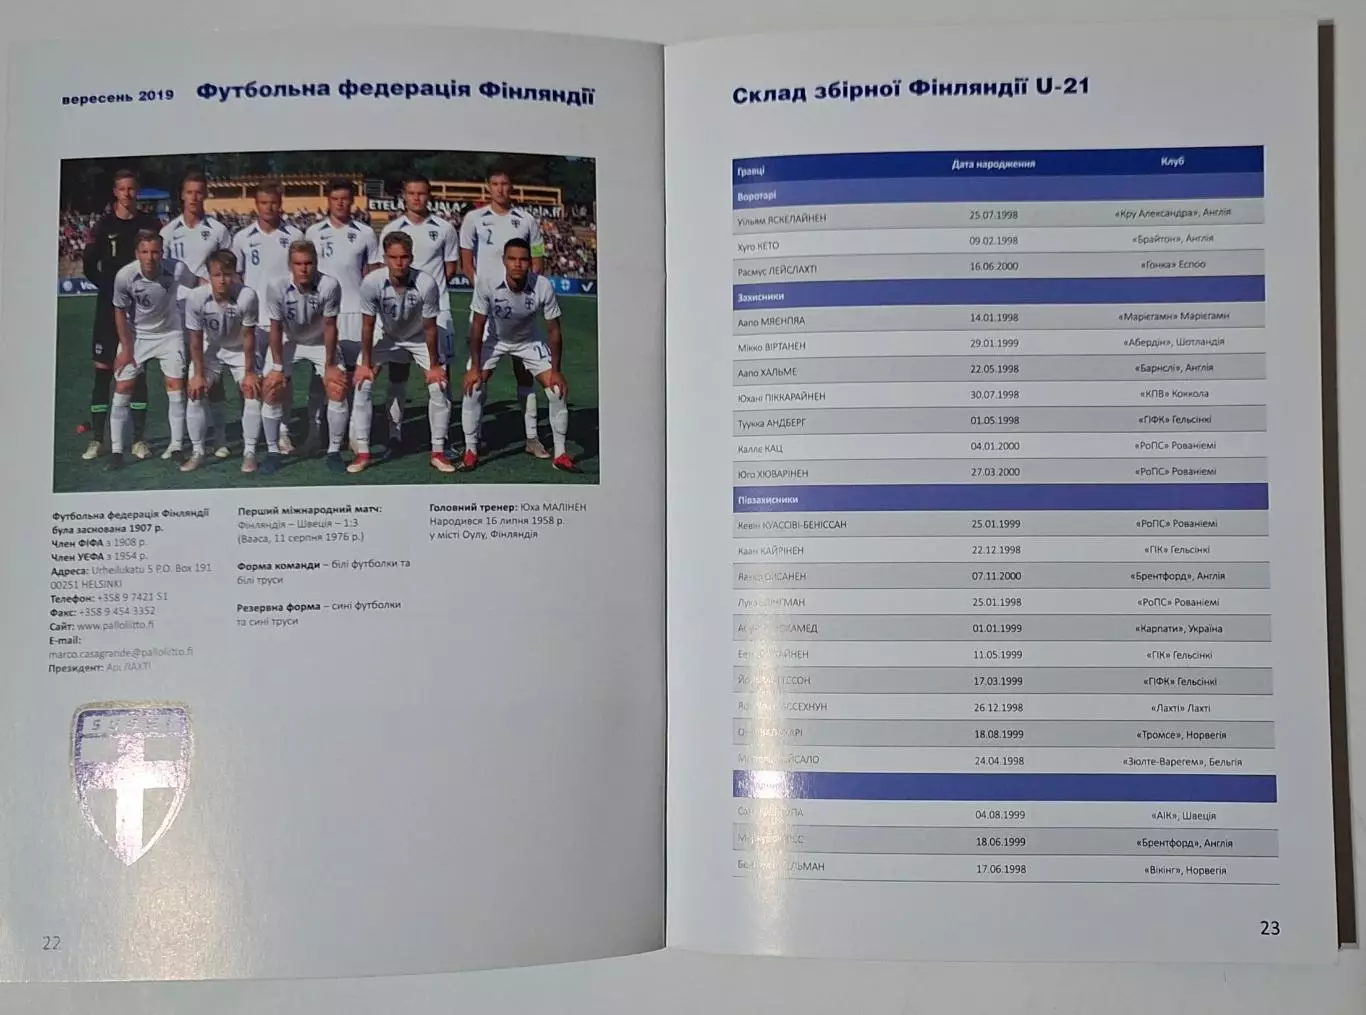 вересень 2019 Футбольна федерація Фінляндії
ETELÄ
Футбольна федерація Фінляндії
була заснована 1907 р.
Член ФІФА з 1908 р.
Член УЄФА з 1954 р.
Адреса: Urheilukatu 5 P.O. Box 191
00251 HELSINKI
Телефон: +358 9 7421 51
Факс: +358 9 454 3352
Сайт: www.palloliitto.fi
E-mail:
marco.casagrande@palloliitto.fi
Президент: Арі ЛАХТІ
Перший міжнародний матч:
Фінляндія – Швеція – 1:3
(Вааса, 11 серпня 1976 р.)
Форма команди – білі футболки та
білі труси
Резервна форма – сині футболки
та сині труси
Головний тренер: Юха МАЛІНЕН
Народився 16 липня 1958 р.
у місті Оулу, Фінляндія
SUOMI
22
Склад збірної Фінляндії U-21
Гравці Дата народження Клуб
Воротарі
Уільям ЯСКЕЛАЙНЕН 25.07.1998 «Кру Александра», Англія
Хуго КЕТО 09.02.1998 «Брайтон», Англія
Расмус ЛЕЙСЛАХТІ 16.06.2000 «Гонка» Еспоо
Захисники
Аапо МЯЄНПЯА 14.01.1998 «Марієгамн» Марієгамн
Мікко ВІРТАНЕН 29.01.1999 «Абердін», Шотландія
Аапо ХАЛЬМЕ 22.05.1998 «Барнслі», Англія
Юхані ПІККАРАЙНЕН 30.07.1998 «КПВ» Коккола
Туукка АНДБЕРГ 01.05.1998 «ГІФК» Гельсінкі
Каллє КАЦ 04.01.2000 «РоПС» Рованіемі
Юго ХЮВАРІНЕН 27.03.2000 «РоПС» Рованіемі
Півзахисники
Кевін КУАССІВІ-БЕНІССАН 25.01.1999 «РоПС» Рованіемі
Каан КАЙРІНЕН 22.12.1998 «ГІК» Гельсінкі
07.11.2000 «Брентфорд», Англія
25.01.1998 «РоПС» Рованіемі
01.01.1999 «Карпати», Україна
11.05.1999 «ГІК» Гельсінкі
17.03.1999 «ГІФК» Гельсінкі
26.12.1998 «Лахті» Лахті
18.08.1999 «Тромсе», Норвегія
24.04.1998 «Зюлте-Варегем», Бельгія
04.08.1999 «АІК», Швеція
18.06.1999 «Брентфорд», Англія
17.06.1998 «Вікінг», Норвегія
23